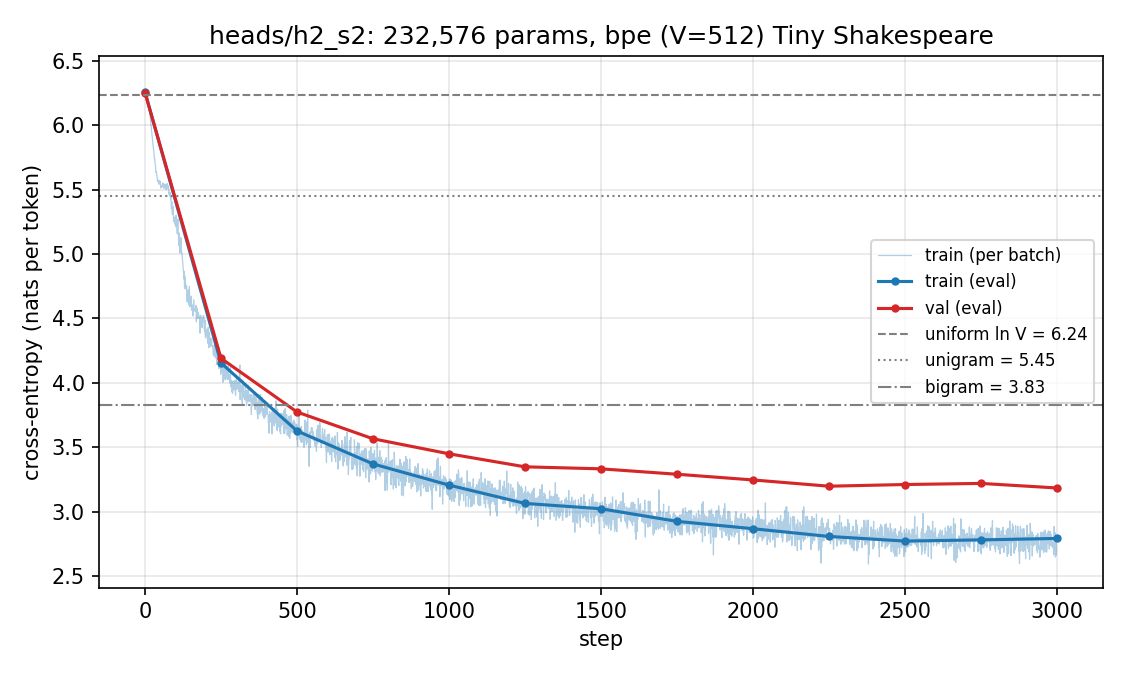 heads/h2_s2: 232,576 params, bpe (V=512) Tiny Shakespeare
cross-entropy (nats per token)
6.5
6.0
5.5
5.0
4.5
4.0
3.5
3.0
2.5
train (per batch)
train (eval)
val (eval)
uniform ln V = 6.24
unigram = 5.45
bigram = 3.83
0 500 1000 1500 2000 2500 3000
step